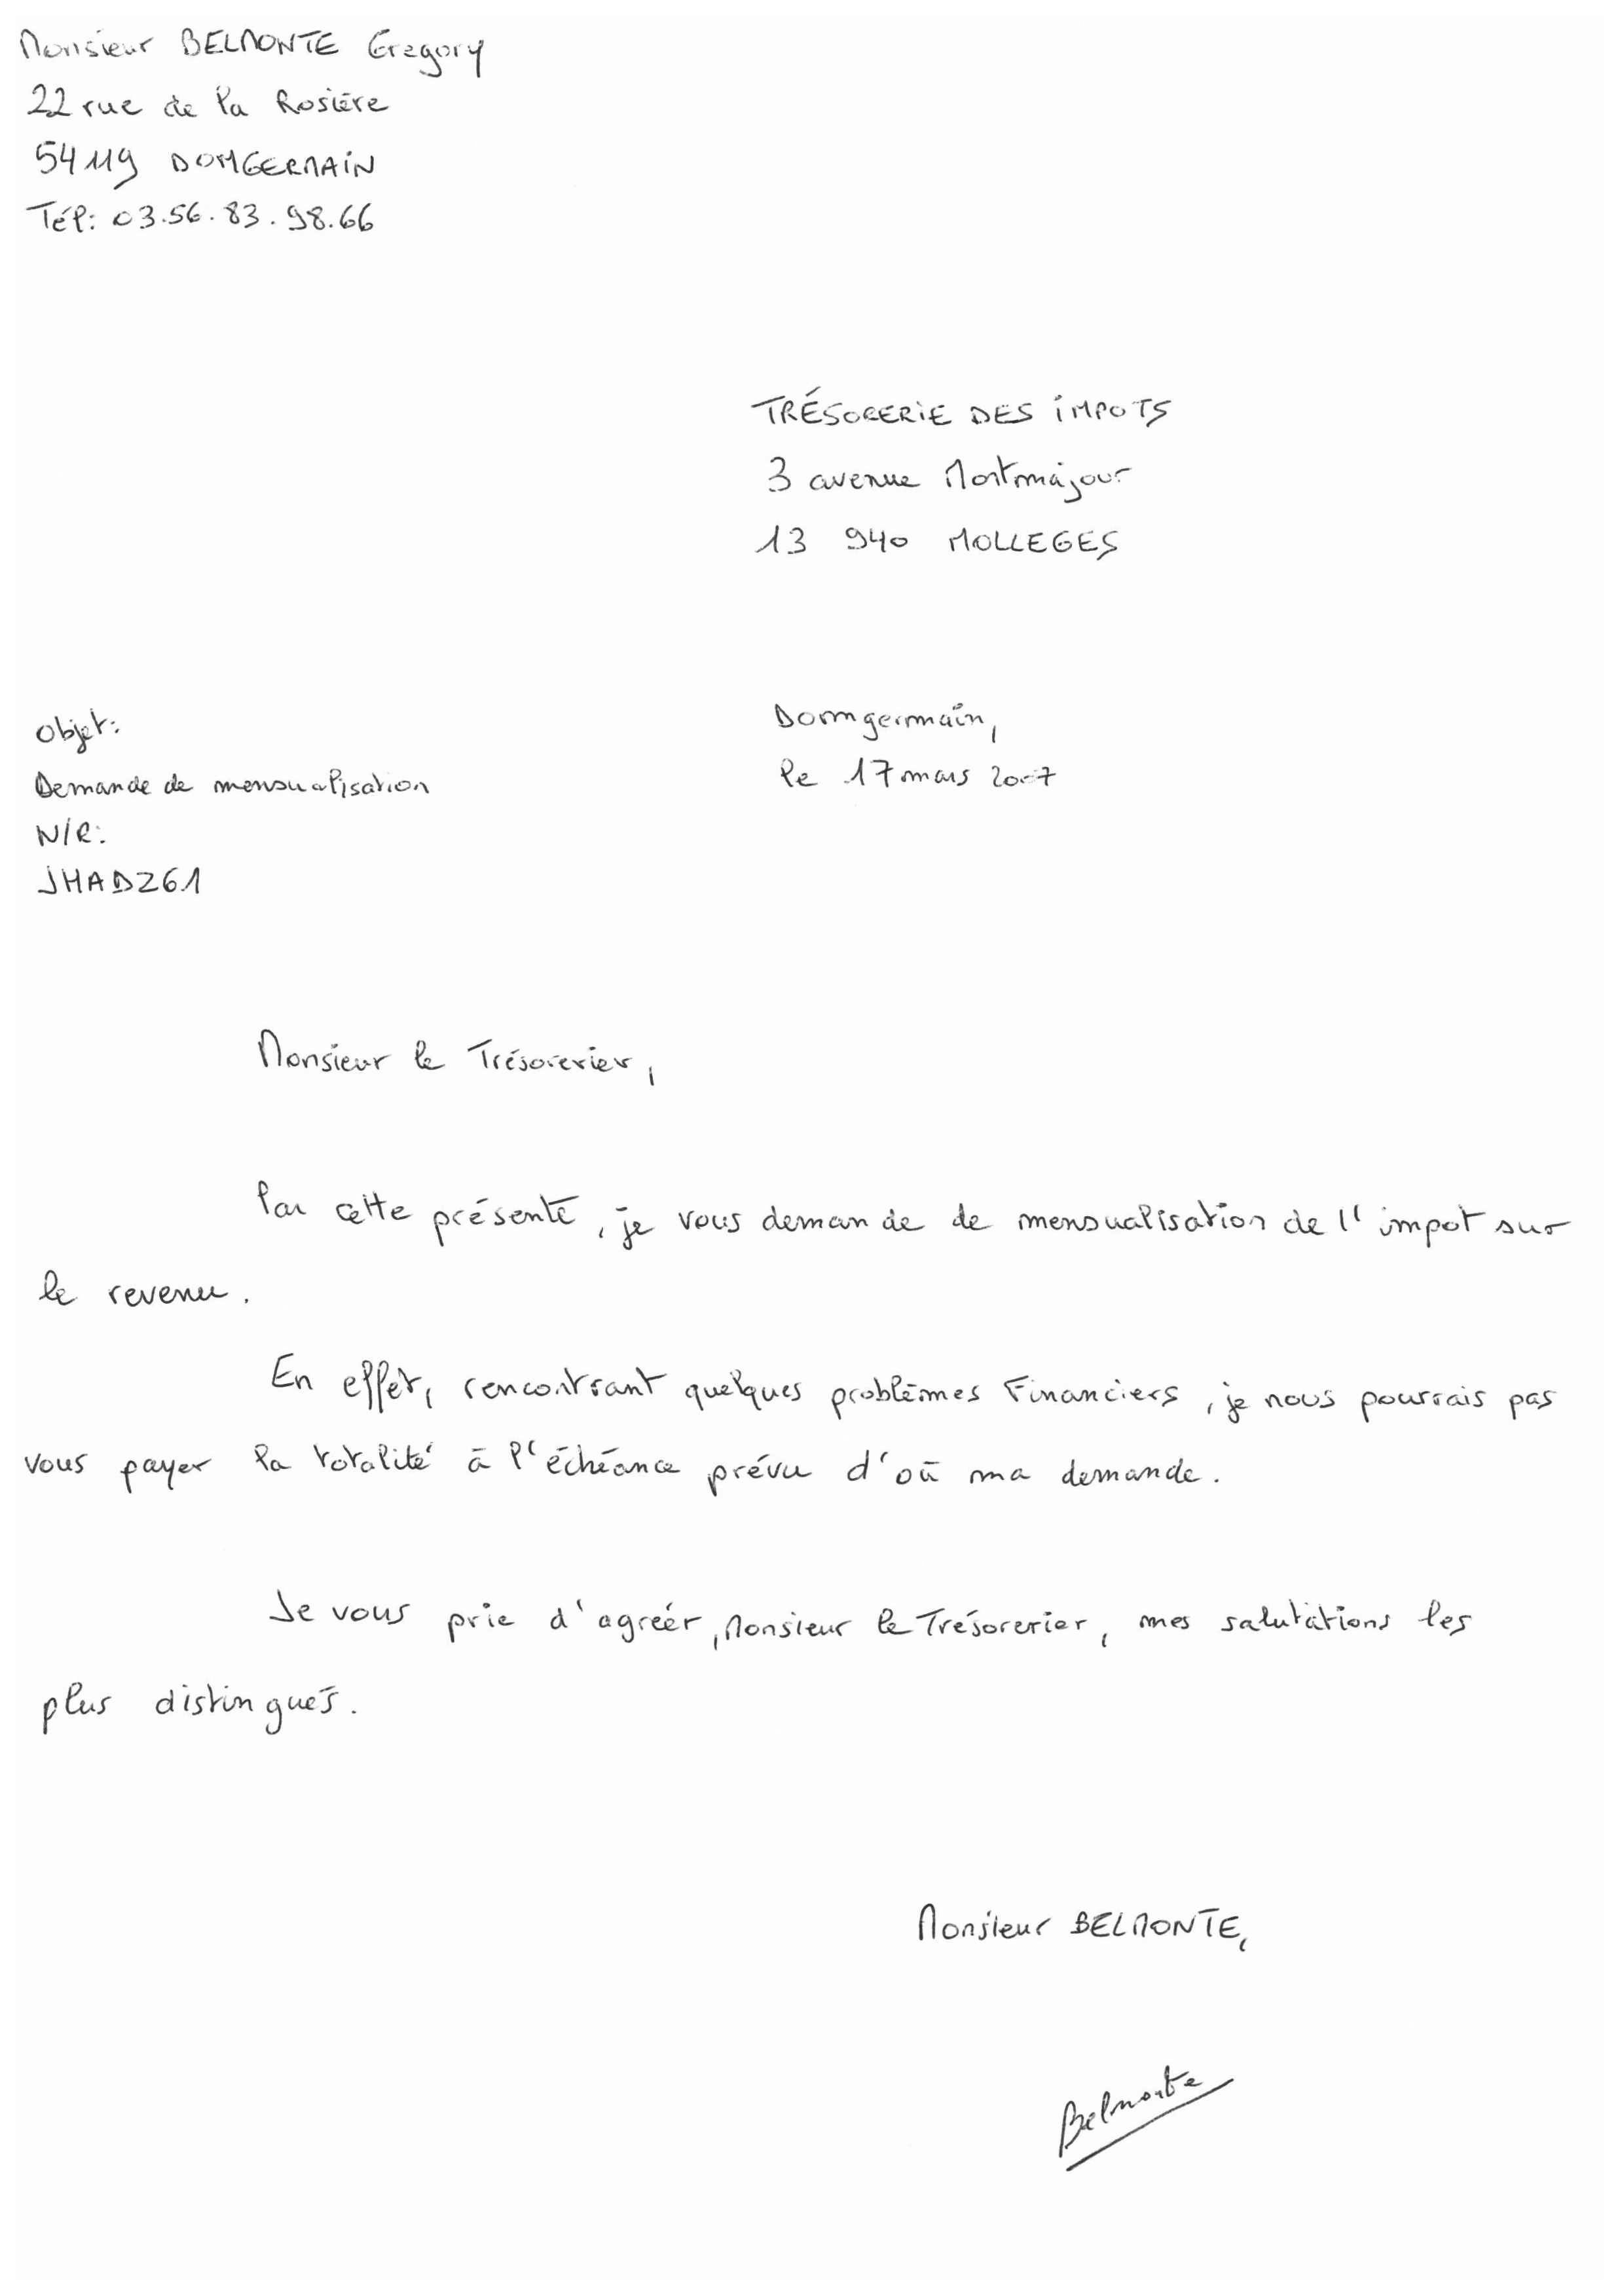 Monsieur BELMONTE Gregory
22 rue de la Rosière
54119 DOMGERMAIN
Tél: 03.56.83.98.66
TRÉSORERIE DES IMPOTS
3 avenue Montmajour
13 940 MOLLEGES
Objet:
Domgermain,
Demande de mensualisation
le 17 mars 2007
N/R:
JHADZ61
Monsieur le Trésorerier,
Par cette présente, je vous demande de mensualisation de l'impot sur
le revenu.
En effet, rencontrant quelques problèmes financiers, je nous pourrais pas
vous payer la totalité à l'échéance prévu d'où ma demande.
Je vous prie d'agréér, Monsieur le Trésorerier, mes salutations les
plus distingués.
Monsieur BELMONTE,
Belmonte